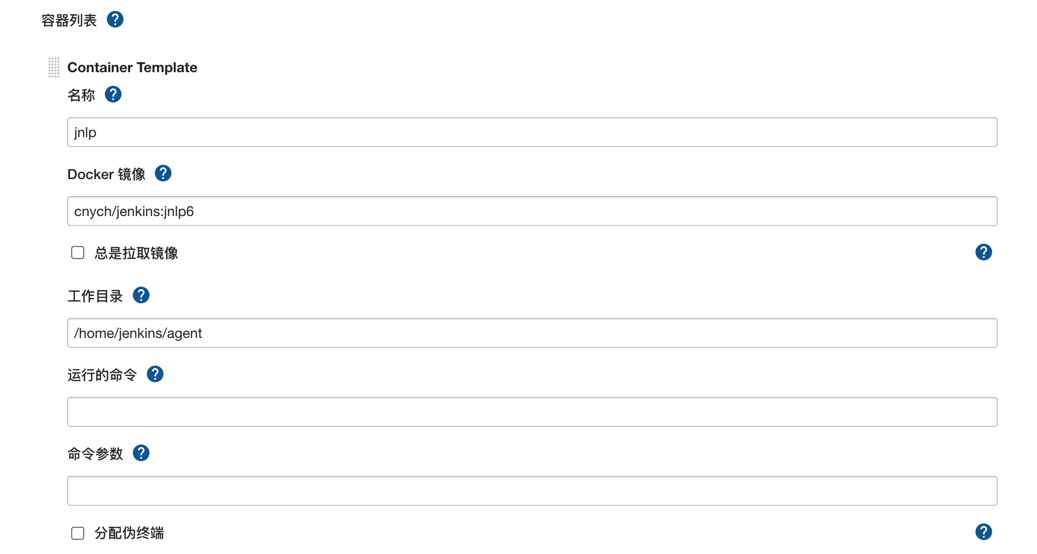 容器列表 ?
Container Template
名称 ?
jnlp
Docker 镜像 ?
cnych/jenkins:jnlp6
总是拉取镜像 ?
工作目录 ?
/home/jenkins/agent
运行的命令 ?
命令参数 ?
分配伪终端 ?